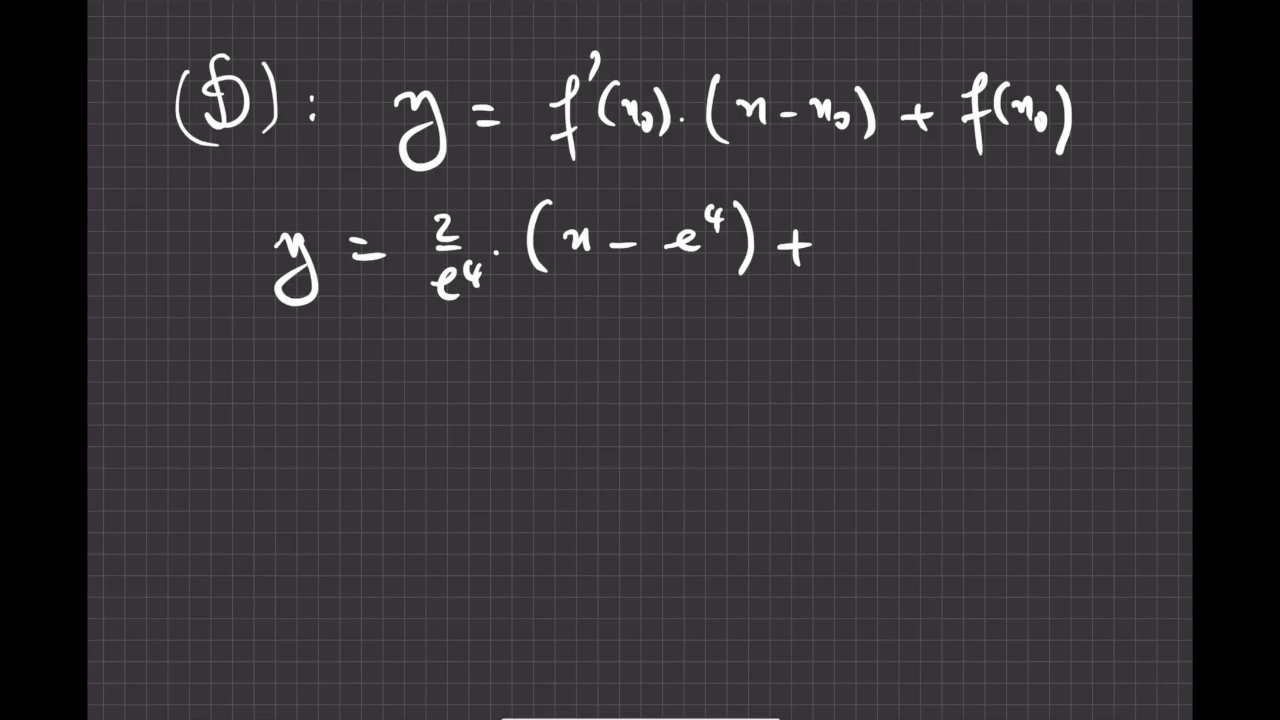 (D): y = f'(x₀).(x - x₀) + f(x₀)
y = 2/e⁴ . (x - e⁴) +